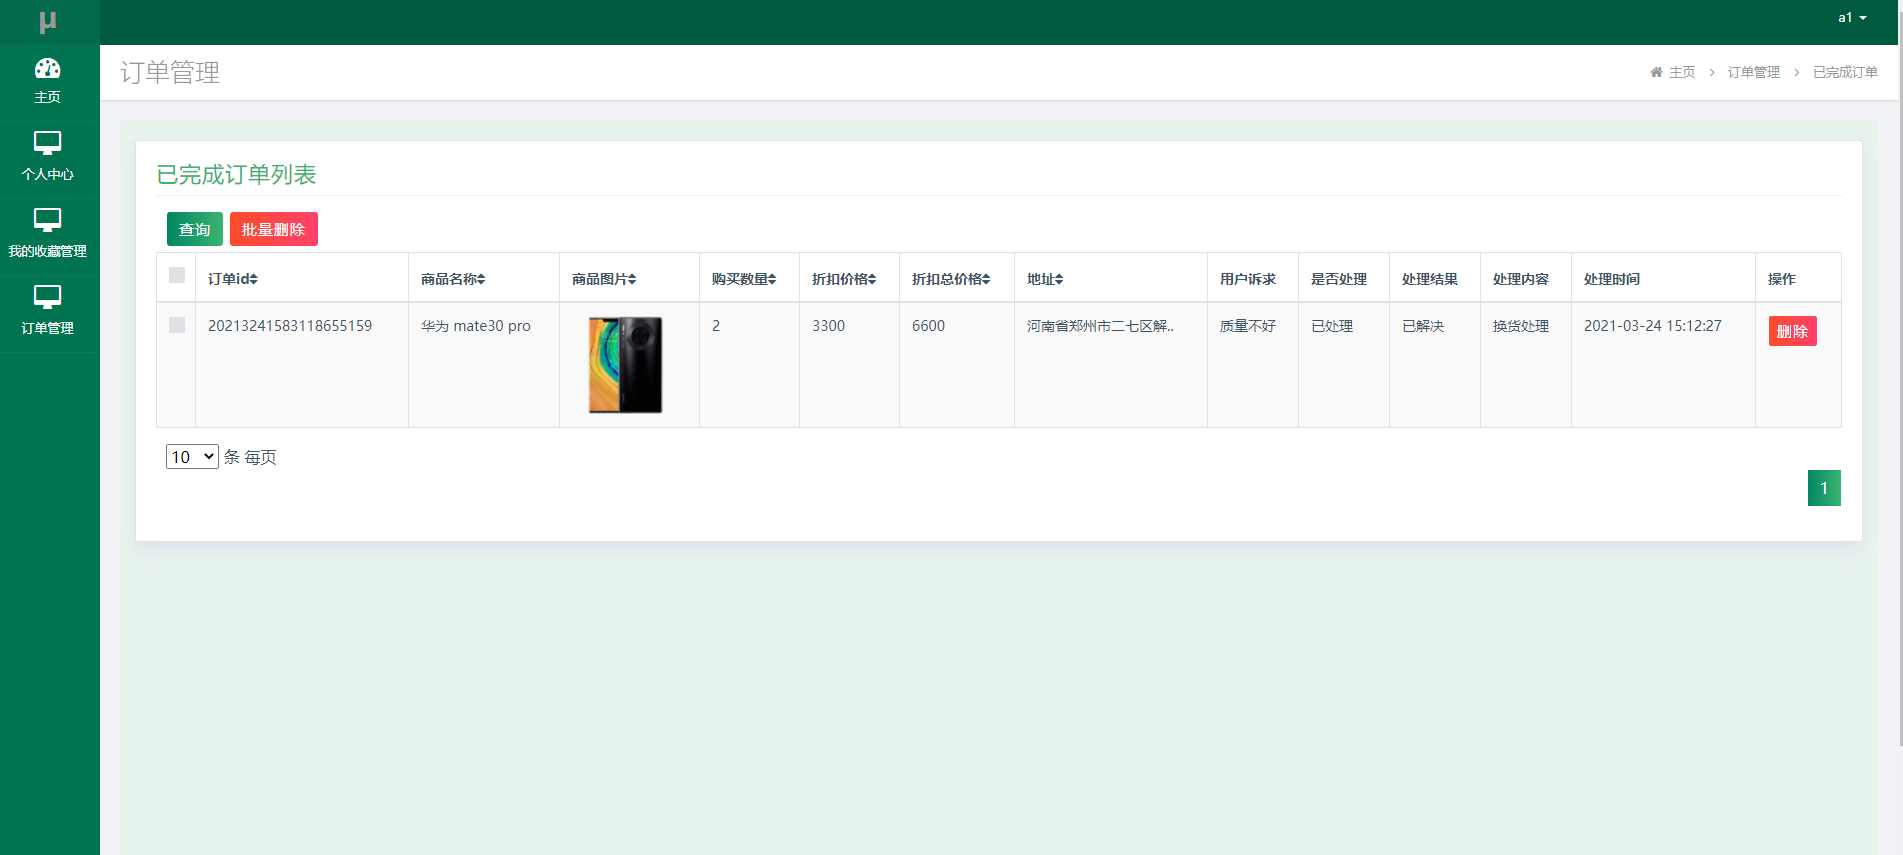 μ
a1
主页
个人中心
我的收藏管理
订单管理
订单管理
主页 > 订单管理 > 已完成订单
已完成订单列表
查询 批量删除
订单id 商品名称 商品图片 购买数量 折扣价格 折扣总价格 地址 用户诉求 是否处理 处理结果 处理内容 处理时间 操作
20213241583118655159 华为 mate30 pro 2 3300 6600 河南省郑州市二七区解.. 质量不好 已处理 已解决 换货处理 2021-03-24 15:12:27 删除
10 条 每页
1